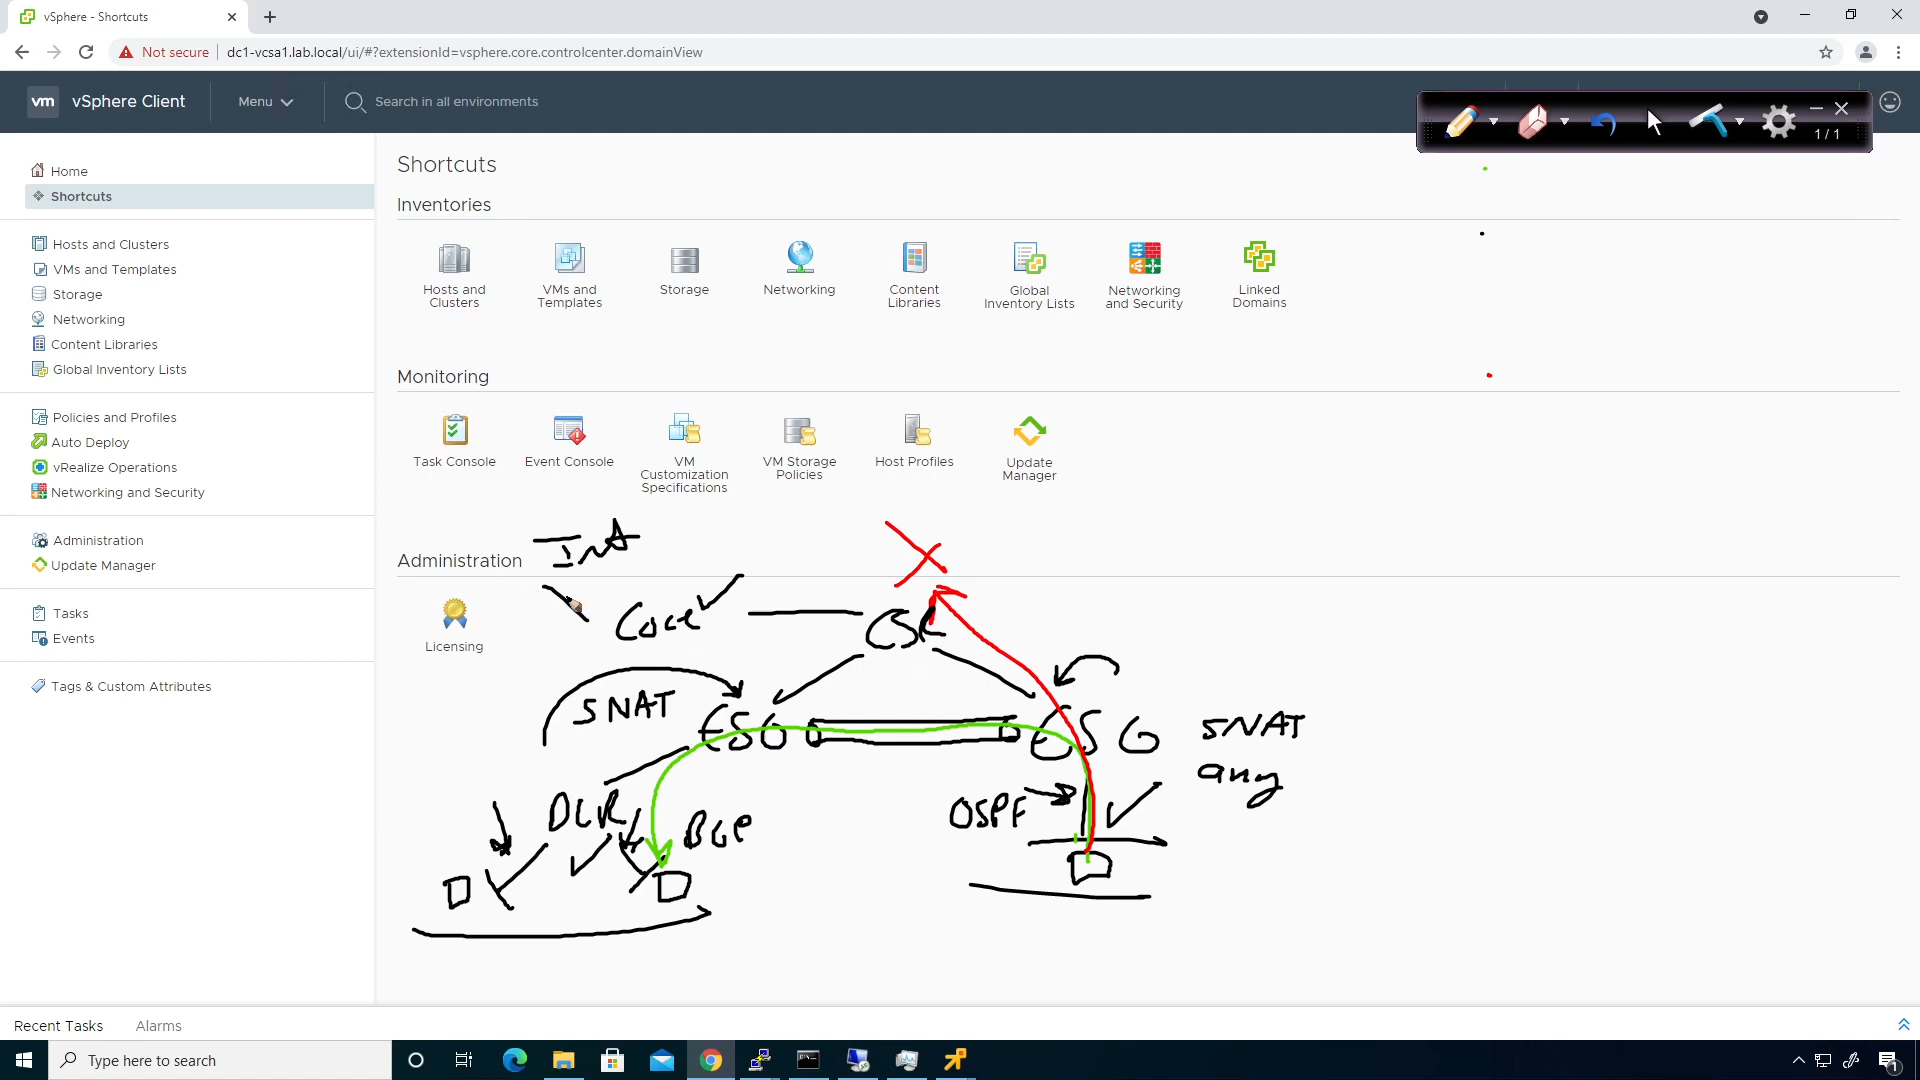 vSphere - Shortcuts
Not secure
dc1-vcsa1.lab.local/ui/#?extensionId=vsphere.core.controlcenter.domainView
vm vSphere Client
Menu
Search in all environments
1 / 1
Home
Shortcuts
Hosts and Clusters
VMs and Templates
Storage
Networking
Content Libraries
Global Inventory Lists
Policies and Profiles
Auto Deploy
vRealize Operations
Networking and Security
Administration
Update Manager
Tasks
Events
Tags & Custom Attributes
Shortcuts
Inventories
Hosts and
Clusters
VMs and
Templates
Storage
Networking
Content
Libraries
Global
Inventory Lists
Networking
and Security
Linked
Domains
Monitoring
Task Console
Event Console
VM
Customization
Specifications
VM Storage
Policies
Host Profiles
Update
Manager
Administration
Licensing
Int
Core
CSR
SNAT
ESG
ESG
SNAT
any
DLR
BGP
OSPF
Recent Tasks
Alarms
Type here to search
1